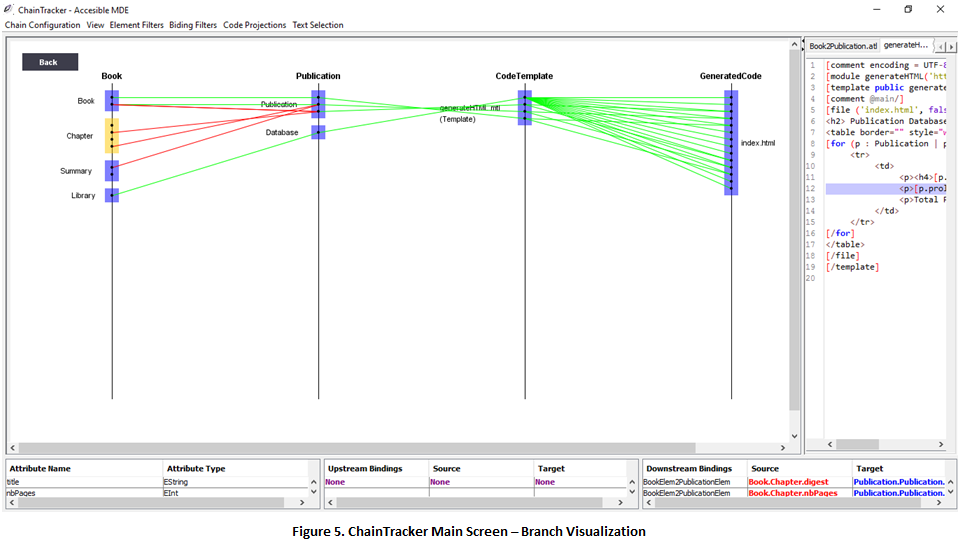 ChainTracker - Accesible MDE
Chain Configuration View Element Filters Biding Filters Code Projections Text Selection
Back
Book Publication CodeTemplate GeneratedCode
Book
Publication
generateHTML.mtl
(Template)
Chapter
Database
index.html
Summary
Library
Book2Publication.atl generateH...
1 [comment encoding = UTF-8
2 [module generateHTML('htt
3 [template public generate
4 [comment @main/]
5 [file ('index.html', fals
6 <h2> Publication Database
7 <table border="" style="w
8 [for (p : Publication | p
9 <tr>
10 <td>
11 <p><h4>[p.
12 <p>[p.prol
13 <p>Total P
14 </td>
15 </tr>
16 [/for]
17 </table>
18 [/file]
19 [/template]
20
Attribute Name Attribute Type
title EString
nbPages EInt
Upstream Bindings Source Target
None None None
Downstream Bindings Source Target
BookElem2PublicationElem Book.Chapter.digest Publication.Publication.
BookElem2PublicationElem Book.Chapter.nbPages Publication.Publication.
Figure 5. ChainTracker Main Screen – Branch Visualization